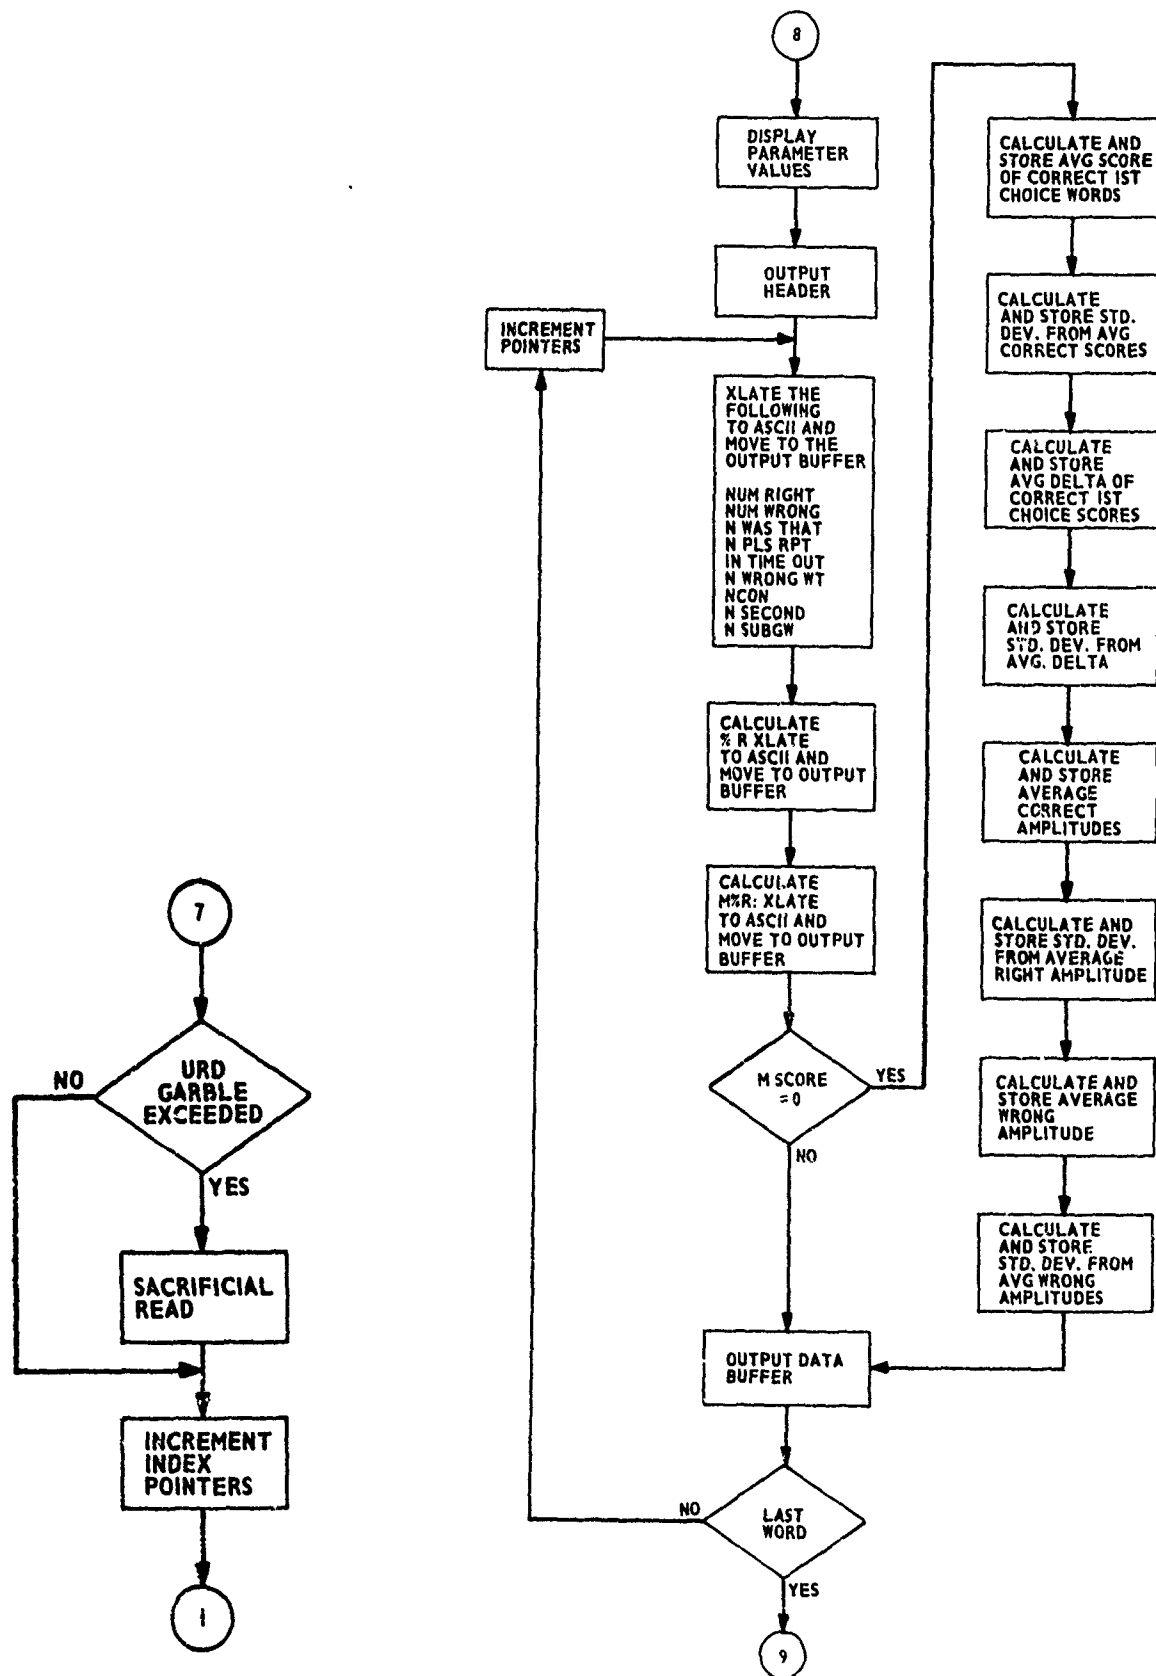 7
URD
GARBLE
EXCEEDED
NO
YES
SACRIFICIAL
READ
INCREMENT
INDEX
POINTERS
1
8
DISPLAY
PARAMETER
VALUES
OUTPUT
HEADER
INCREMENT
POINTERS
XLATE THE
FOLLOWING
TO ASCII AND
MOVE TO THE
OUTPUT BUFFER
NUM RIGHT
NUM WRONG
N WAS THAT
N PLS RPT
IN TIME OUT
N WRONG WT
NCON
N SECOND
N SUBGW
CALCULATE
% R XLATE
TO ASCII AND
MOVE TO OUTPUT
BUFFER
CALCULATE
M%R: XLATE
TO ASCII AND
MOVE TO OUTPUT
BUFFER
M SCORE
= 0
YES
NO
CALCULATE AND
STORE AVG SCORE
OF CORRECT IST
CHOICE WORDS
CALCULATE
AND STORE STD.
DEV. FROM AVG
CORRECT SCORES
CALCULATE
AND STORE
AVG DELTA OF
CORRECT IST
CHOICE SCORES
CALCULATE
AND STORE
STD. DEV. FROM
AVG. DELTA
CALCULATE
AND STORE
AVERAGE
CORRECT
AMPLITUDES
CALCULATE AND
STORE STD. DEV.
FROM AVERAGE
RIGHT AMPLITUDE
CALCULATE AND
STORE AVERAGE
WRONG
AMPLITUDE
CALCULATE
AND STORE
STD. DEV. FROM
AVG WRONG
AMPLITUDES
OUTPUT DATA
BUFFER
LAST
WORD
NO
YES
9